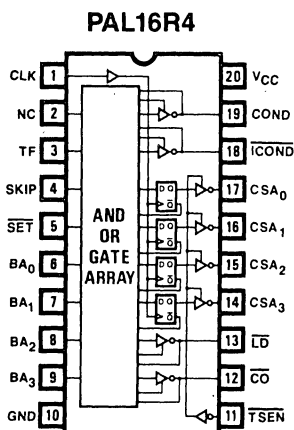 PAL16R4
CLK 1 20 VCC
NC 2 19 COND
TF 3 18 ICOND
SKIP 4 D Q Q 17 CSA0
SET 5 AND OR GATE ARRAY D Q Q 16 CSA1
BA0 6 D Q Q 15 CSA2
BA1 7 D Q Q 14 CSA3
BA2 8 13 LD
BA3 9 12 CO
GND 10 11 TSEN